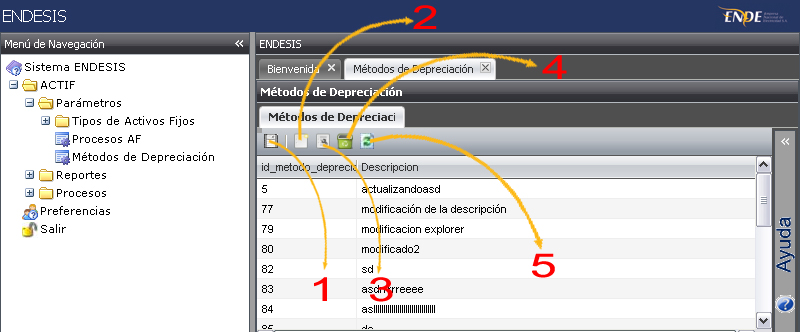 ENDESIS
ENDE
Menú de Navegación
Sistema ENDESIS
ACTIF
Parámetros
Tipos de Activos Fijos
Procesos AF
Métodos de Depreciación
Reportes
Procesos
Preferencias
Salir
ENDESIS
Bienvenida
Métodos de Depreciación
Métodos de Depreciación
Métodos de Depreciaci
id_metodo_deprecia Descripcion
5 actualizandoasd
77 modificación de la descripción
79 modificacion explorer
80 modificado2
82 sd
83
84
85 de
Ayuda
1
2
3
4
5